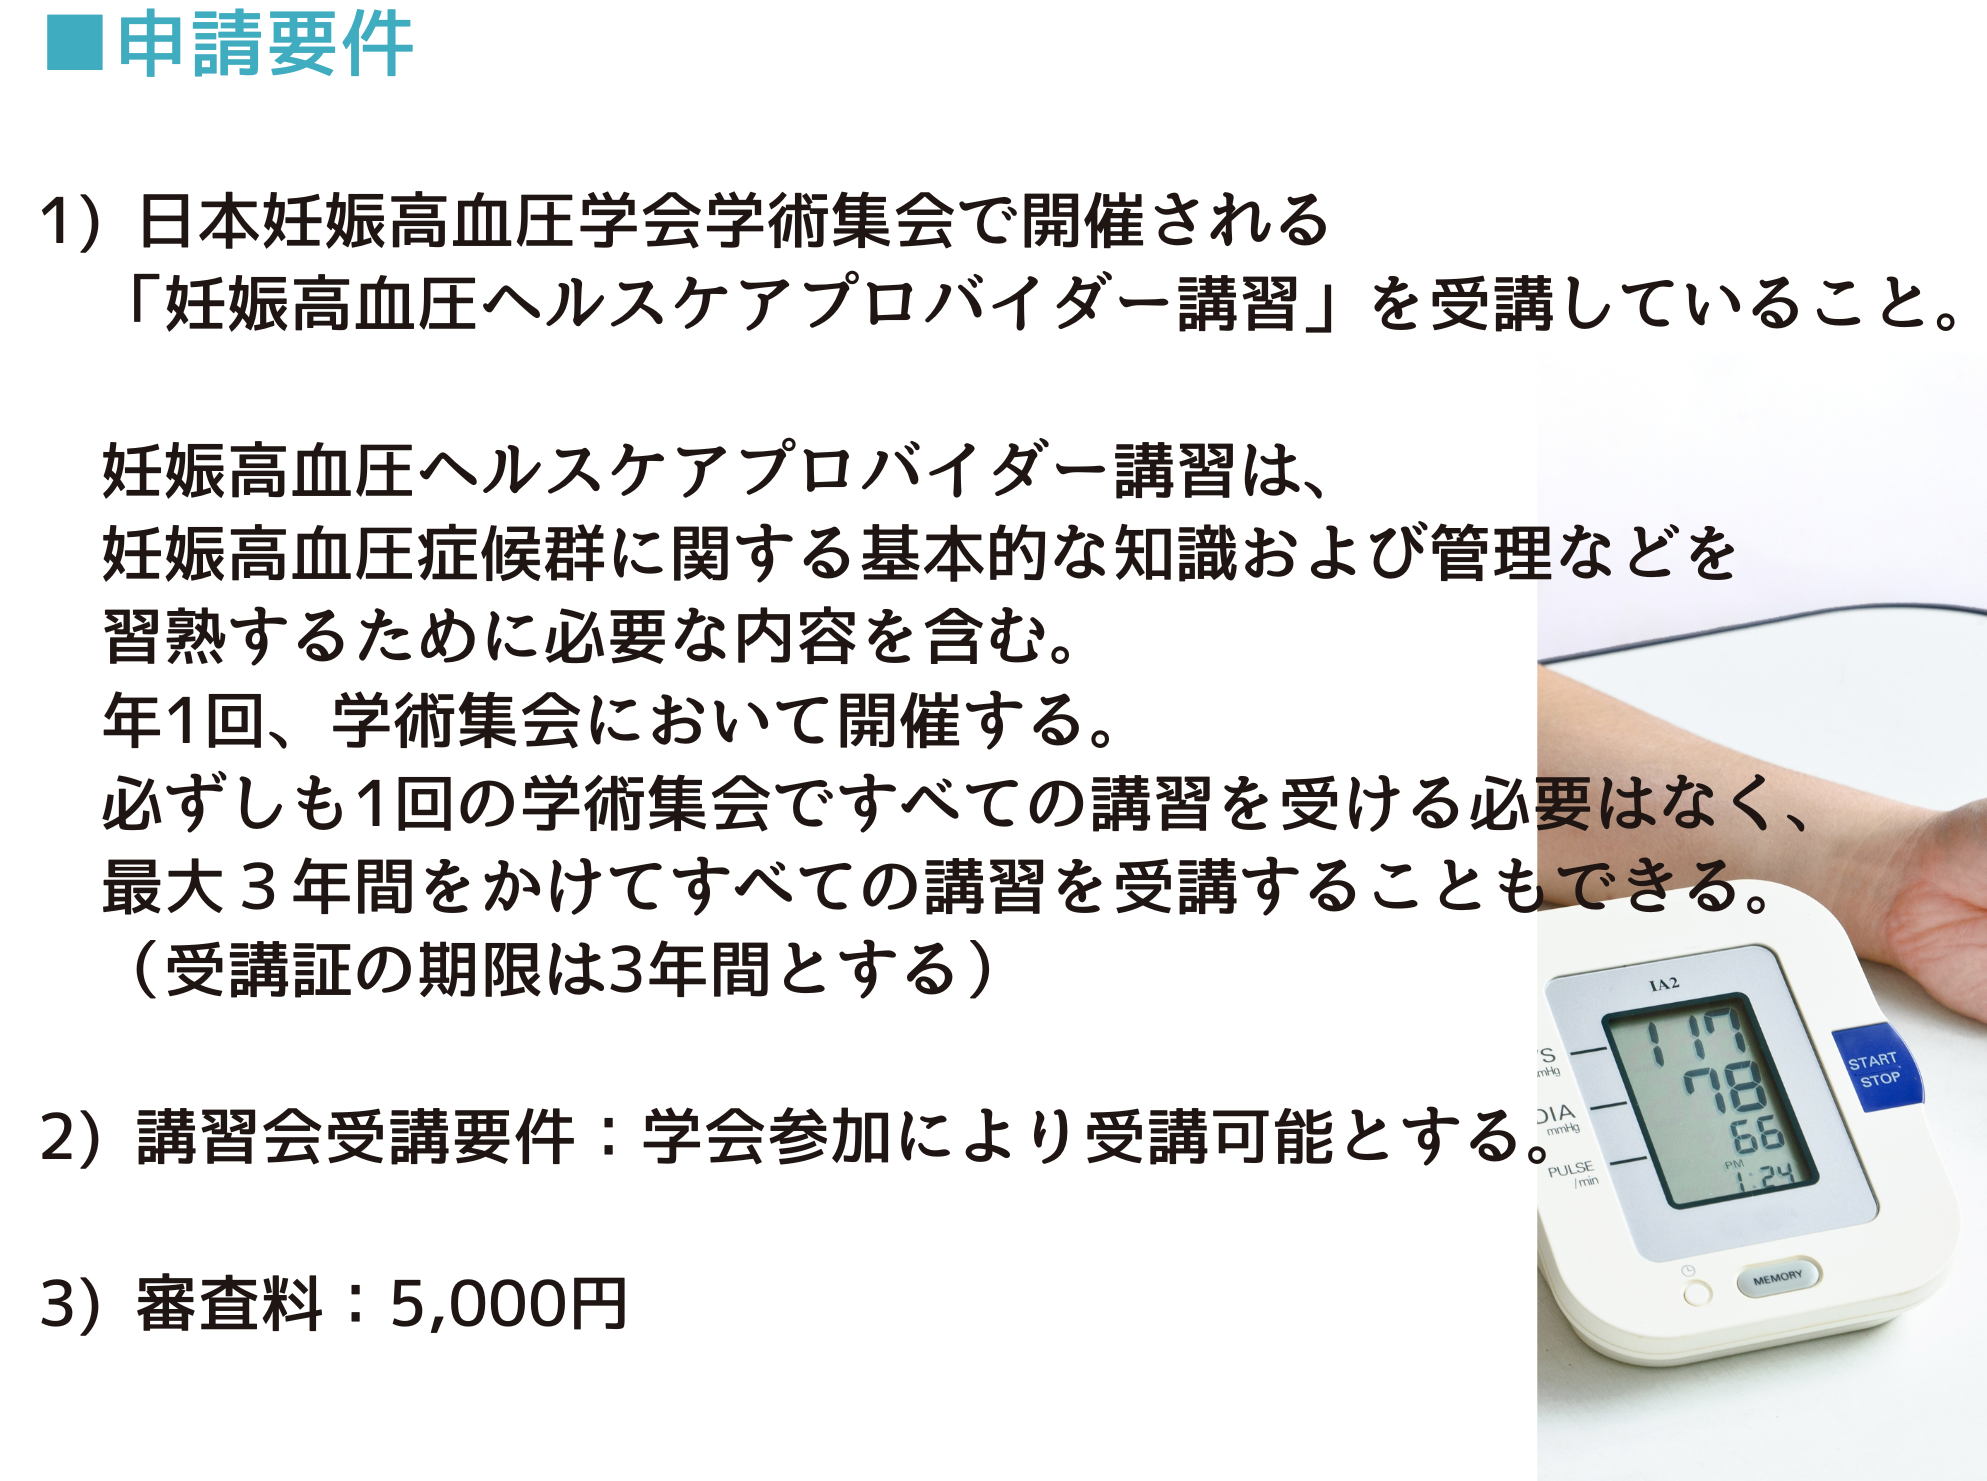 ■申請要件
1）日本妊娠高血圧学会学術集会で開催される
「妊娠高血圧ヘルスケアプロバイダー講習」を受講していること。
妊娠高血圧ヘルスケアプロバイダー講習は、
妊娠高血圧症候群に関する基本的な知識および管理などを
習熟するために必要な内容を含む。
年1回、学術集会において開催する。
必ずしも1回の学術集会ですべての講習を受ける必要はなく、
最大３年間をかけてすべての講習を受講することもできる。
（受講証の期限は3年間とする）
2）講習会受講要件：学会参加により受講可能とする。
3）審査料：5,000円
IA2
117
78
66
PM
1:24
mmHg
DIA
mmHg
PULSE
/min
START
STOP
MEMORY